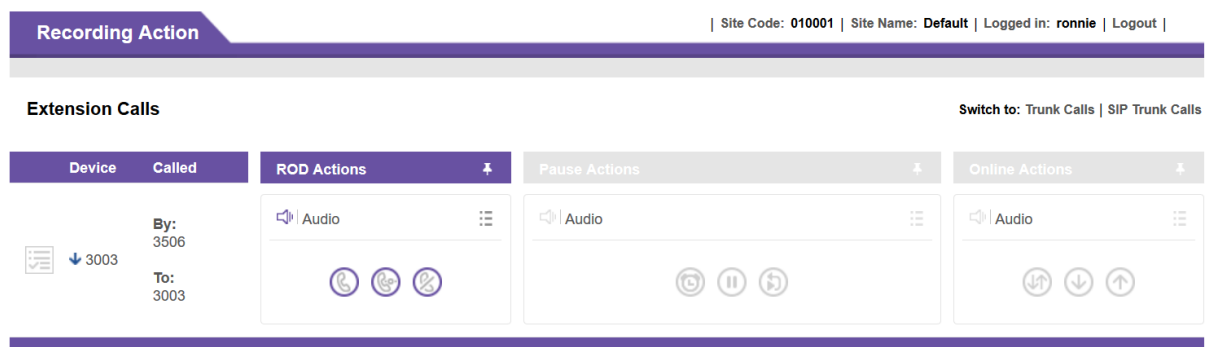 Recording Action
| Site Code: 010001 | Site Name: Default | Logged in: ronnie | Logout |
Extension Calls
Switch to: Trunk Calls | SIP Trunk Calls
Device Called ROD Actions Pause Actions Online Actions
Audio Audio Audio
By:
3506
3003
To:
3003